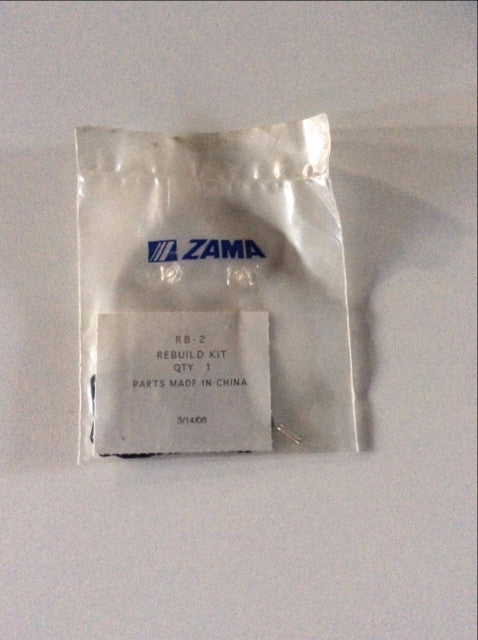 ZAMA
RB-2
REBUILD KIT
QTY 1
PARTS MADE IN CHINA
3/14/08